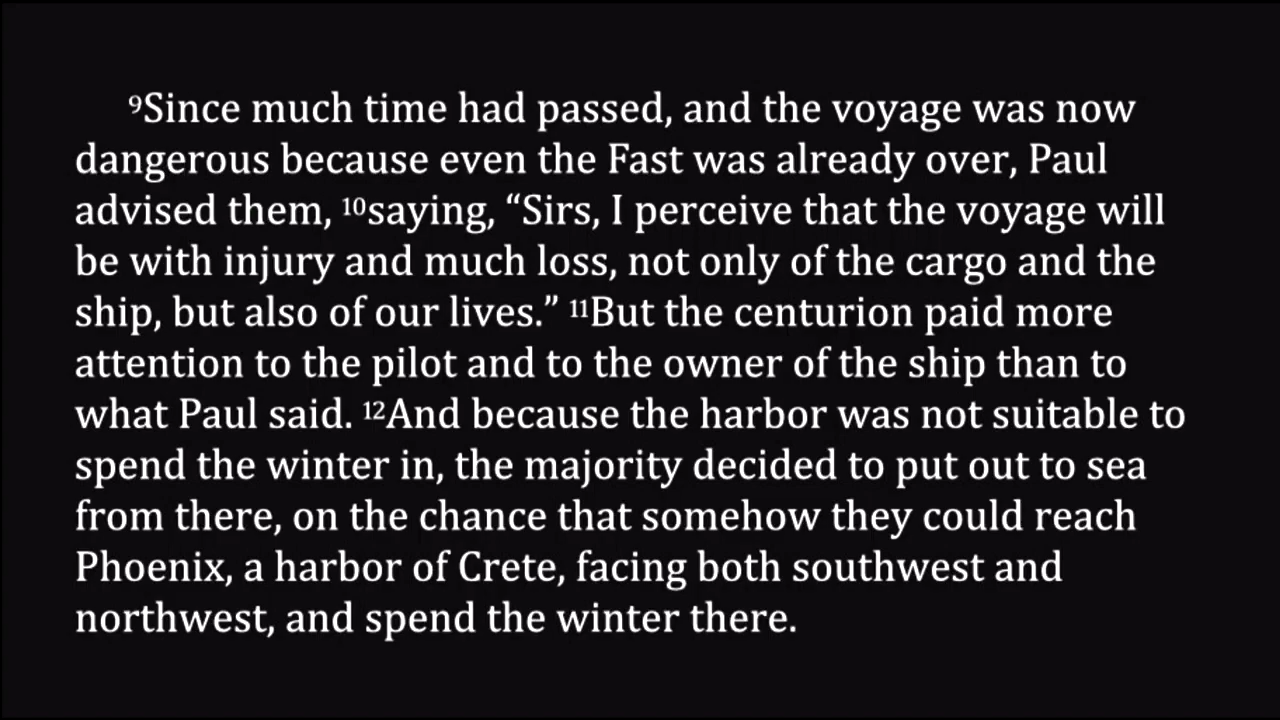 ⁹Since much time had passed, and the voyage was now
dangerous because even the Fast was already over, Paul
advised them, ¹⁰saying, “Sirs, I perceive that the voyage will
be with injury and much loss, not only of the cargo and the
ship, but also of our lives.” ¹¹But the centurion paid more
attention to the pilot and to the owner of the ship than to
what Paul said. ¹²And because the harbor was not suitable to
spend the winter in, the majority decided to put out to sea
from there, on the chance that somehow they could reach
Phoenix, a harbor of Crete, facing both southwest and
northwest, and spend the winter there.